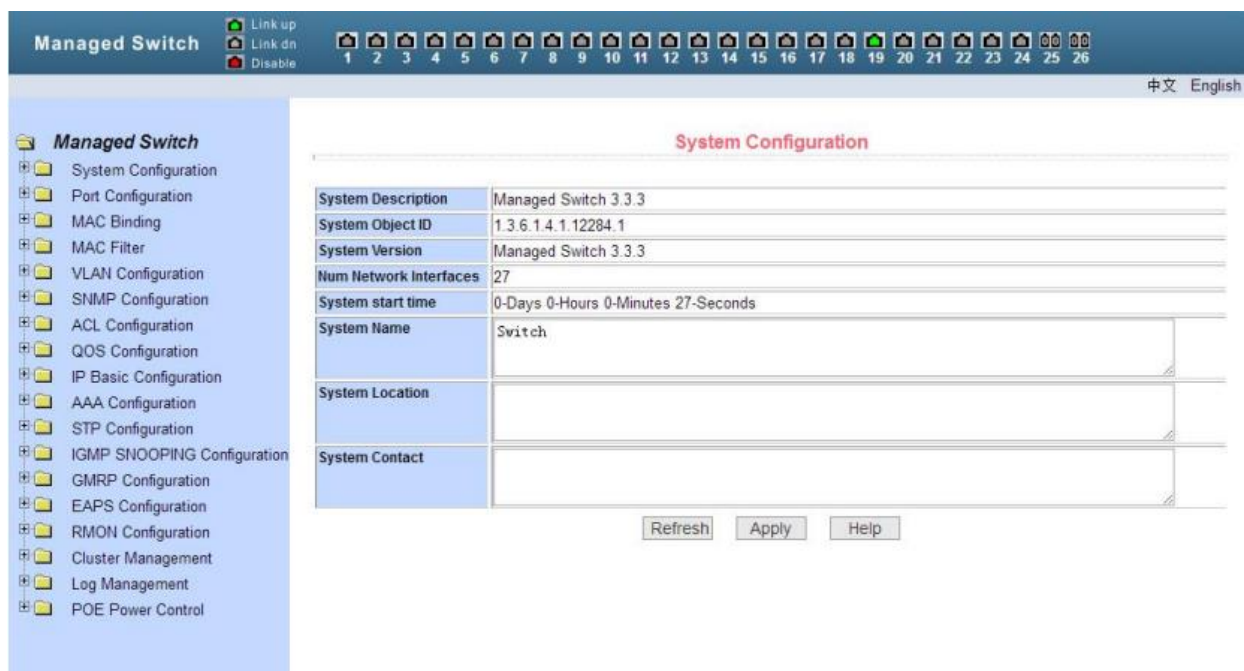 Managed Switch
Link up
Link dn
Disable
1 2 3 4 5 6 7 8 9 10 11 12 13 14 15 16 17 18 19 20 21 22 23 24 25 26
中文 English
Managed Switch
System Configuration
Port Configuration
MAC Binding
MAC Filter
VLAN Configuration
SNMP Configuration
ACL Configuration
QOS Configuration
IP Basic Configuration
AAA Configuration
STP Configuration
IGMP SNOOPING Configuration
GMRP Configuration
EAPS Configuration
RMON Configuration
Cluster Management
Log Management
POE Power Control
System Configuration
System Description Managed Switch 3.3.3
System Object ID 1.3.6.1.4.1.12284.1
System Version Managed Switch 3.3.3
Num Network Interfaces 27
System start time 0-Days 0-Hours 0-Minutes 27-Seconds
System Name Switch
System Location
System Contact
Refresh Apply Help